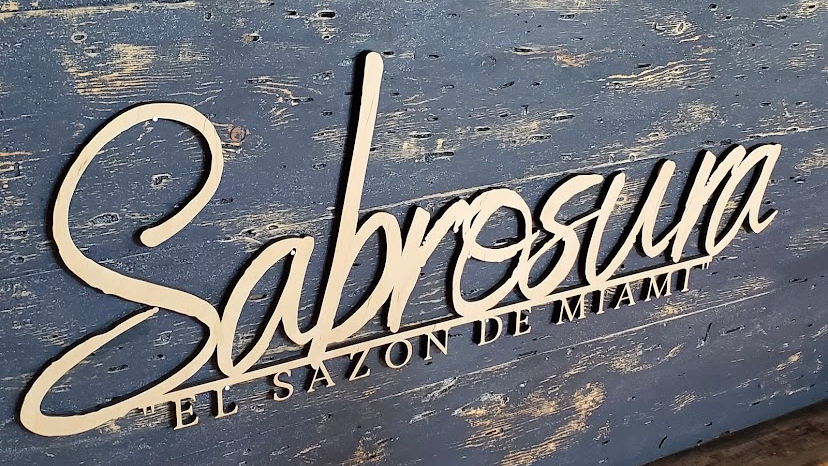 Sabrosura
"EL SAZON DE MIAMI"